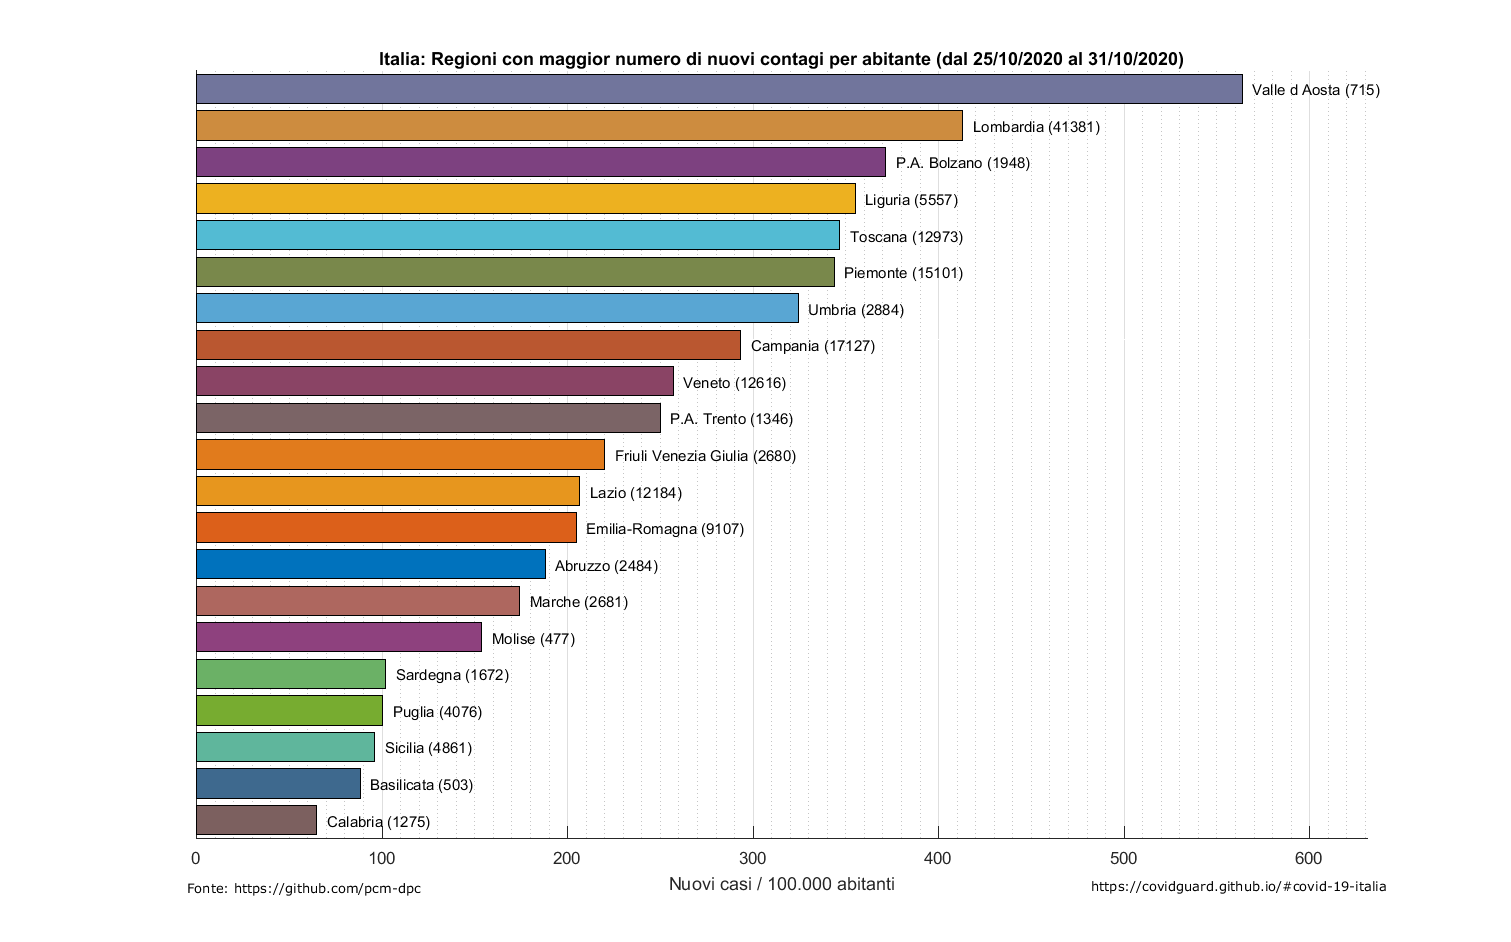 Italia: Regioni con maggior numero di nuovi contagi per abitante (dal 25/10/2020 al 31/10/2020)
Valle d Aosta (715)
Lombardia (41381)
P.A. Bolzano (1948)
Liguria (5557)
Toscana (12973)
Piemonte (15101)
Umbria (2884)
Campania (17127)
Veneto (12616)
P.A. Trento (1346)
Friuli Venezia Giulia (2680)
Lazio (12184)
Emilia-Romagna (9107)
Abruzzo (2484)
Marche (2681)
Molise (477)
Sardegna (1672)
Puglia (4076)
Sicilia (4861)
Basilicata (503)
Calabria (1275)
0 100 200 300 400 500 600
Nuovi casi / 100.000 abitanti
Fonte: https://github.com/pcm-dpc
https://covidguard.github.io/#covid-19-italia